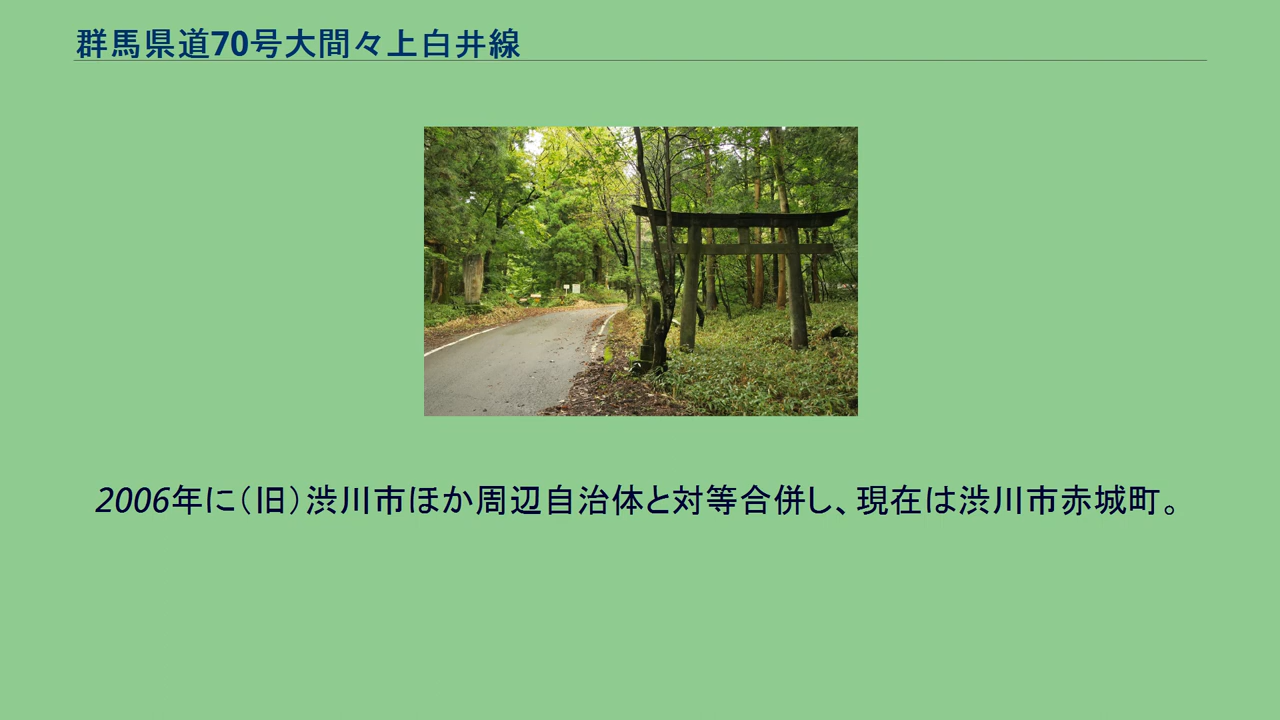 群馬県道70号大間々上白井線
2006年に（旧）渋川市ほか周辺自治体と対等合併し、現在は渋川市赤城町。